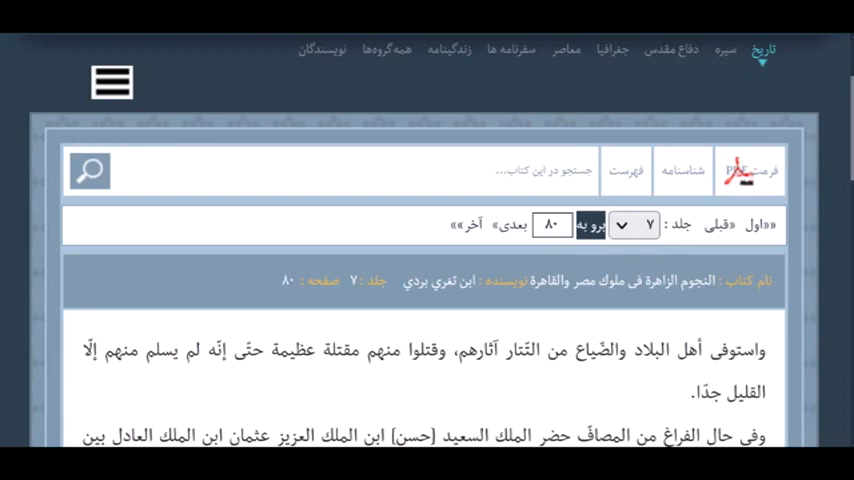 تاریخ سیره دفاع مقدس جغرافیا معاصر سفرنامه ها زندگینامه همه‌گروه‌ها نویسندگان
فرمت PDF شناسنامه فهرست جستجو در این کتاب...
««اول «قبلی جلد : ۷ برو به ۸۰ بعدی» آخر»»
نام کتاب : النجوم الزاهرة فى ملوك مصر والقاهرة نویسنده : ابن تغري بردي جلد : ۷ صفحه : ۸۰
واستوفى أهل البلاد والضّياع من التّتار آثارهم، وقتلوا منهم مقتلة عظيمة حتّى إنّه لم يسلم منهم إلّا
القليل جدّا.
وفى حال الفراغ من المصافّ حضر الملك السعيد [حسن] ابن الملك العزيز عثمان ابن الملك العادل بين